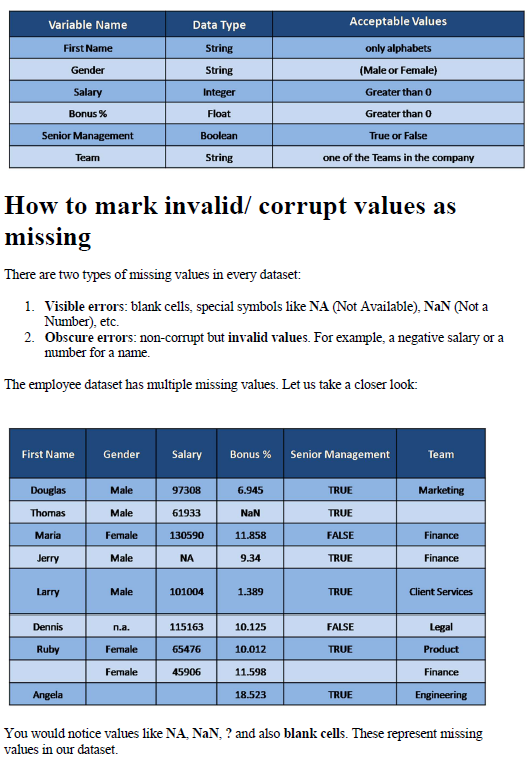 Variable Name Data Type Acceptable Values
First Name String only alphabets
Gender String (Male or Female)
Salary Integer Greater than 0
Bonus % Float Greater than 0
Senior Management Boolean True or False
Team String one of the Teams in the company
How to mark invalid/ corrupt values as
missing
There are two types of missing values in every dataset:
1. Visible errors: blank cells, special symbols like NA (Not Available), NaN (Not a
Number), etc.
2. Obscure errors: non-corrupt but invalid values. For example, a negative salary or a
number for a name.
The employee dataset has multiple missing values. Let us take a closer look:
First Name Gender Salary Bonus % Senior Management Team
Douglas Male 97308 6.945 TRUE Marketing
Thomas Male 61933 NaN TRUE
Maria Female 130590 11.858 FALSE Finance
Jerry Male NA 9.34 TRUE Finance
Larry Male 101004 1.389 TRUE Client Services
Dennis n.a. 115163 10.125 FALSE Legal
Ruby Female 65476 10.012 TRUE Product
Female 45906 11.598 Finance
Angela 18.523 TRUE Engineering
You would notice values like NA, NaN, ? and also blank cells. These represent missing
values in our dataset.